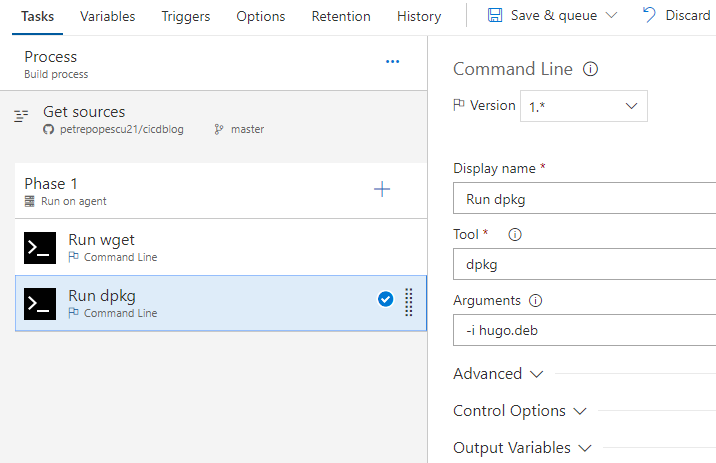 Tasks Variables Triggers Options Retention History Save & queue Discard
Process
Build process
Get sources
petrepopescu21/cicdblog master
Phase 1
Run on agent
Run wget
Command Line
Run dpkg
Command Line
Command Line
Version 1.*
Display name *
Run dpkg
Tool *
dpkg
Arguments
-i hugo.deb
Advanced
Control Options
Output Variables